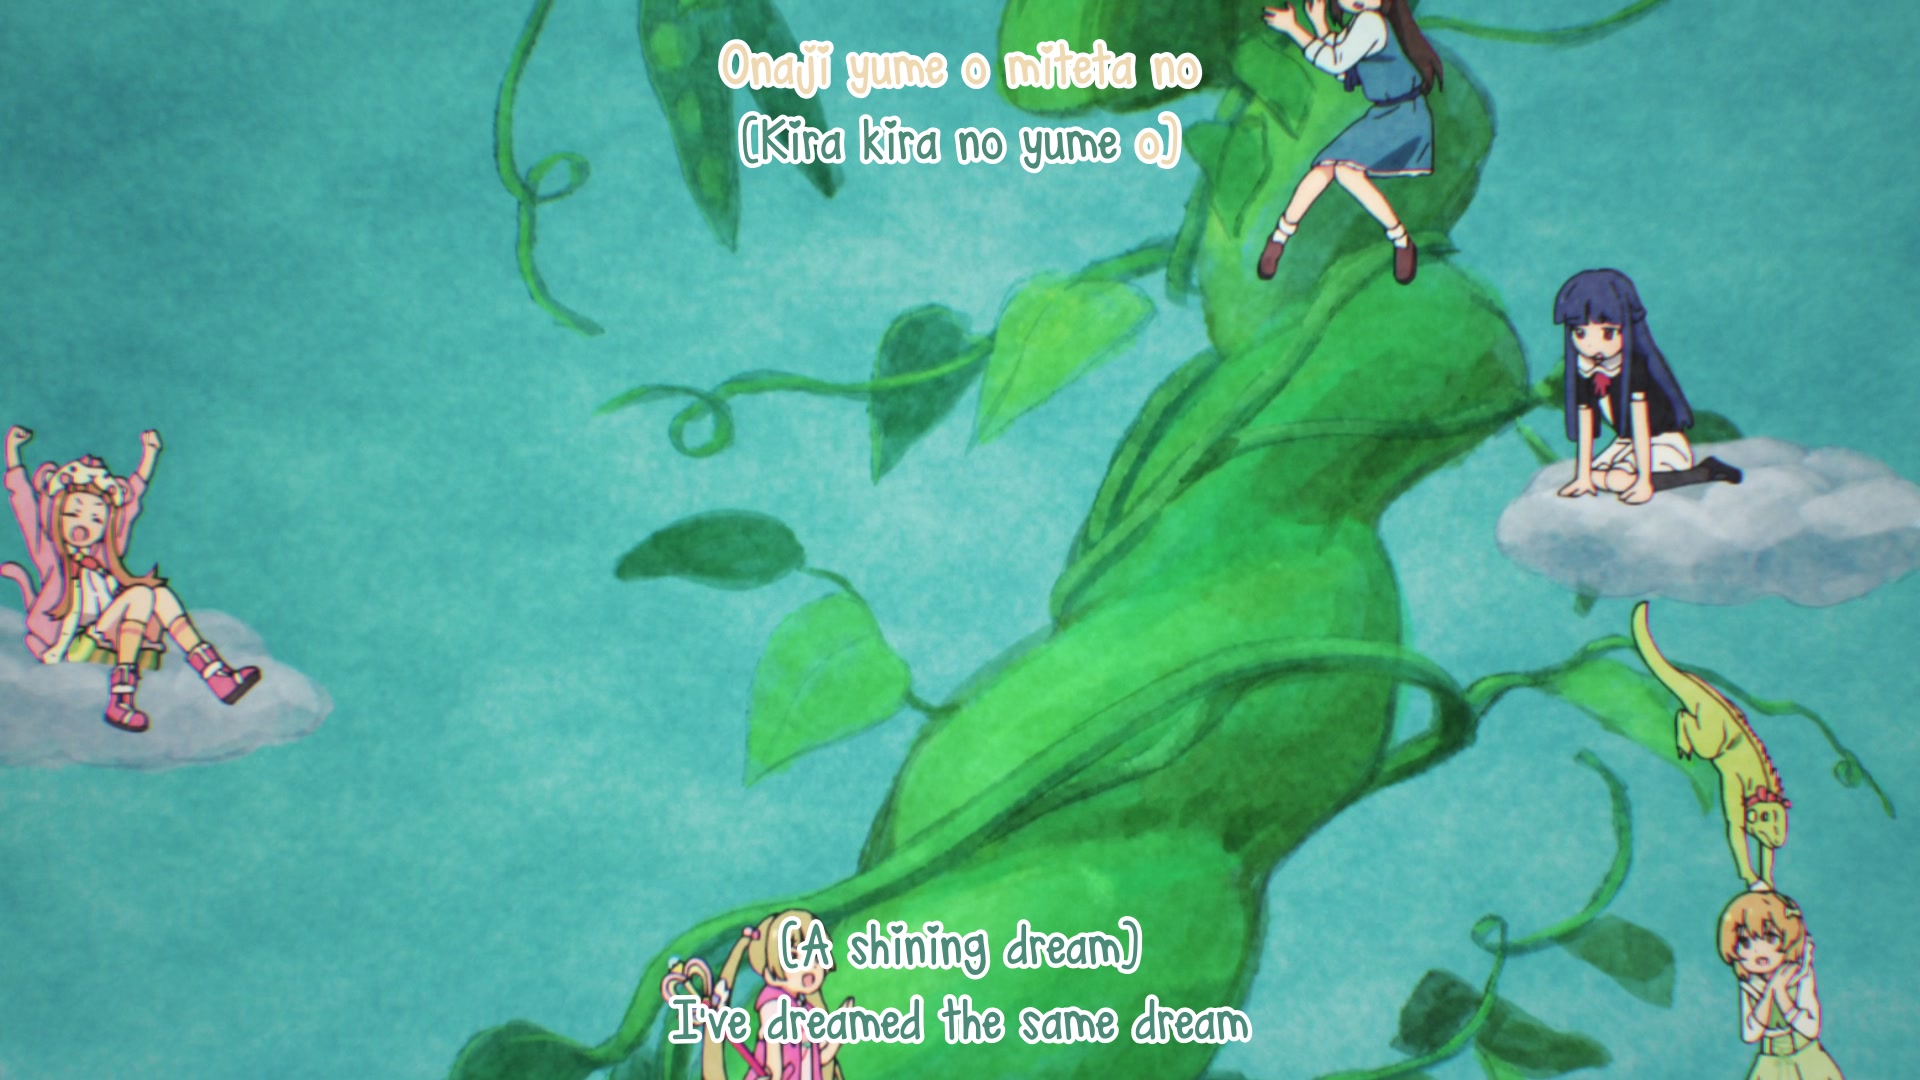 Onaji yume o miteta no
(Kira kira no yume o)
(A shining dream)
I've dreamed the same dream